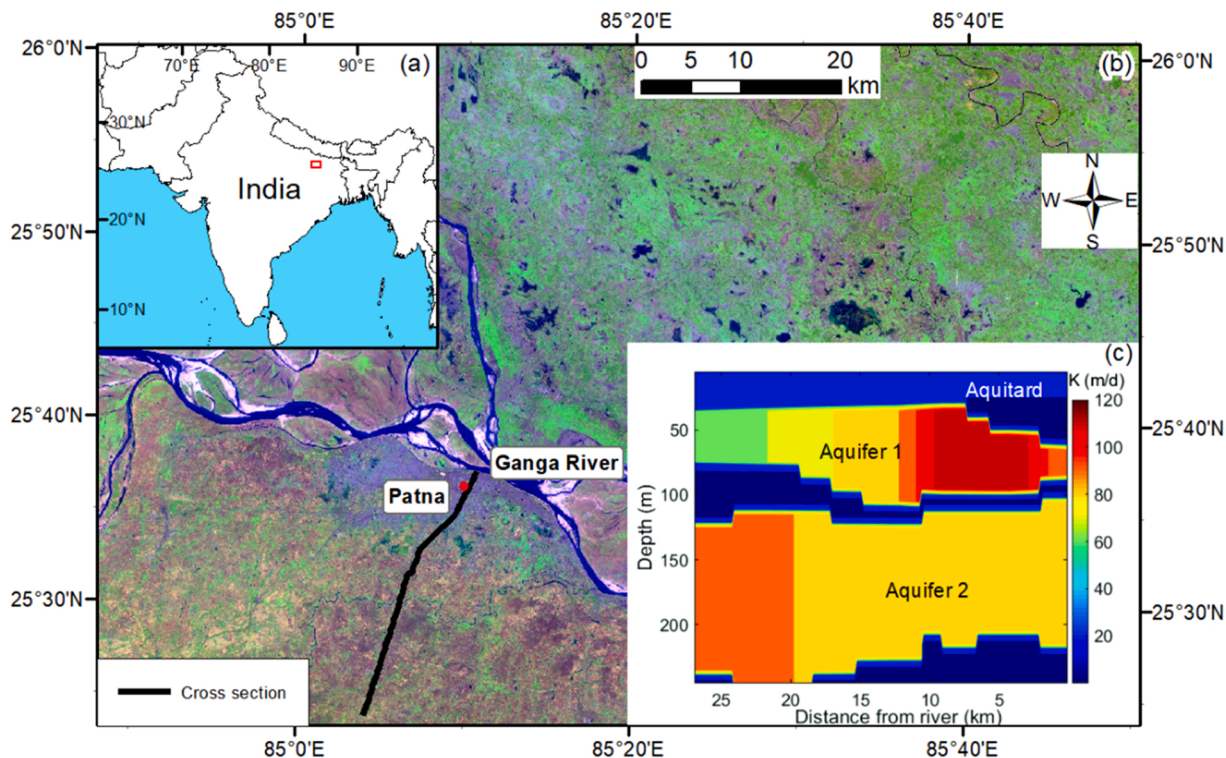 85°0'E 85°20'E 85°40'E
26°0'N
70°E 80°E 90°E
(a)
30°N
India
20°N
10°N
0 5 10 20
km
(b)
26°0'N
N
W E
S
25°50'N
25°50'N
25°40'N
25°40'N
25°30'N
25°30'N
Ganga River
Patna
Cross section
(c)
Aquitard
K (m/d)
Aquifer 1
Aquifer 2
50
100
150
200
Depth (m)
25 20 15 10 5
Distance from river (km)
120
100
80
60
40
20
85°0'E 85°20'E 85°40'E